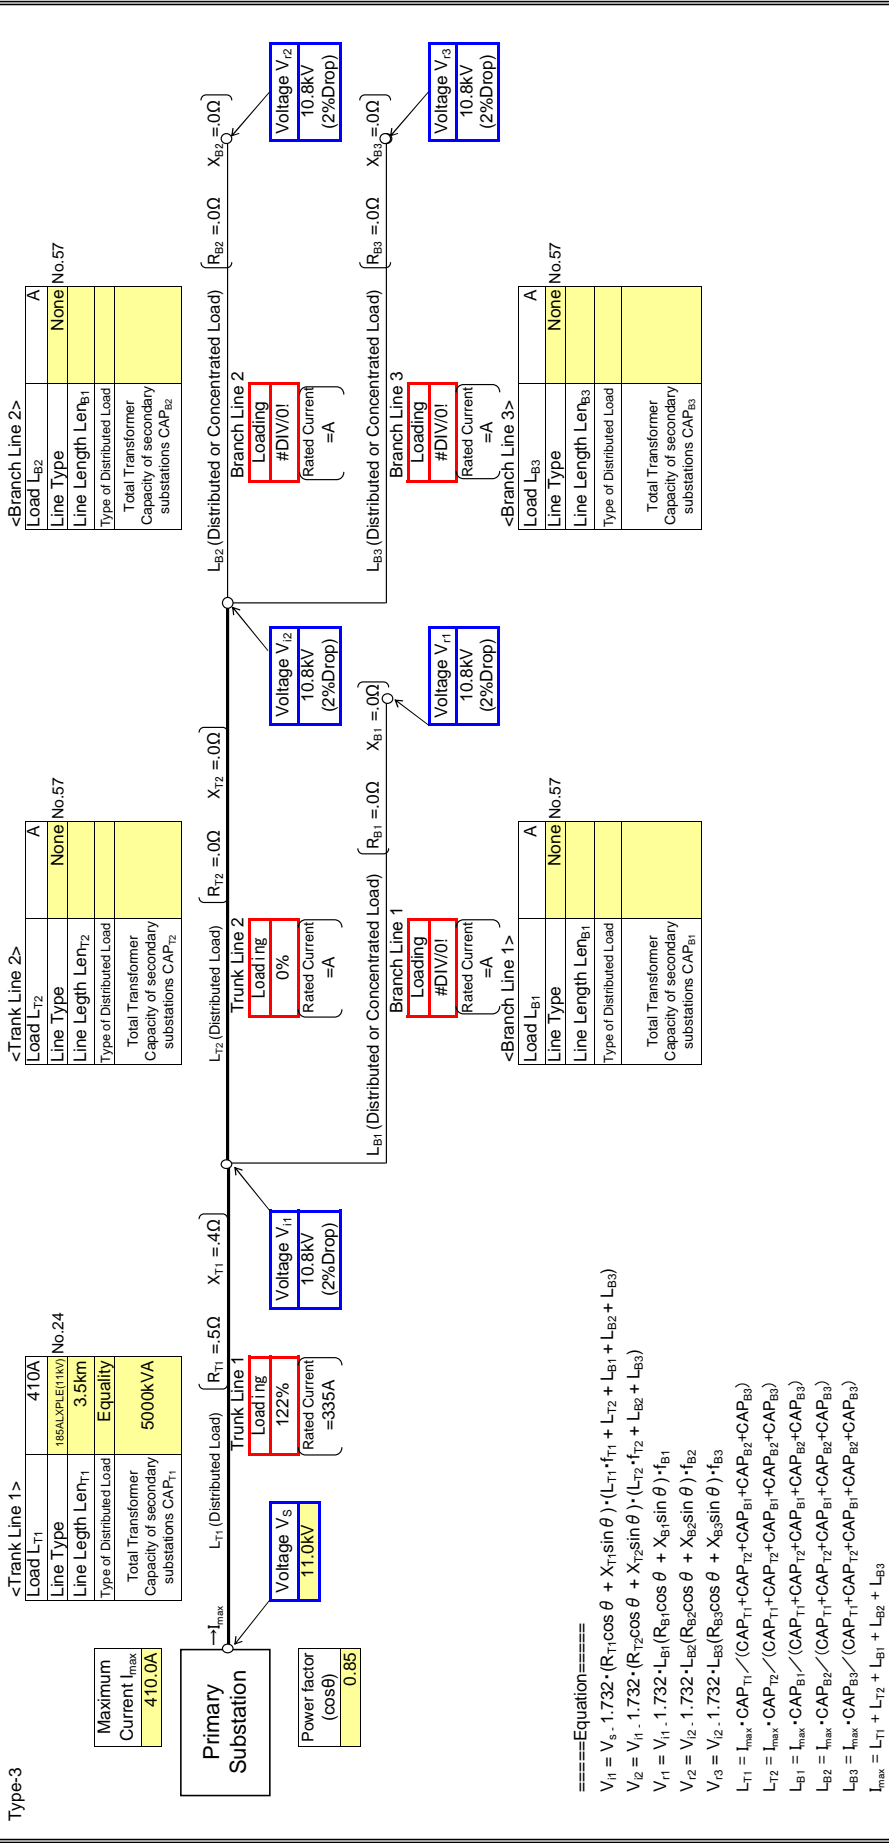 Type-3
Maximum
Current Imax
410.0A
Primary
Substation
Power factor
(cosθ)
0.85
→Imax
Voltage VS
11.0kV
<Trank Line 1>
Load LT1 410A
Line Type 185ALXPLE(11kV) No.24
Line Legth LenT1 3.5km
Type of Distributed Load Equality
Total Transformer
Capacity of secondary
substations CAPT1
5000kVA
LT1 (Distributed Load) RT1 =.5Ω XT1 =.4Ω
Trunk Line 1
Loading
122%
Rated Current
=335A
Voltage Vi1
10.8kV
(2%Drop)
<Trank Line 2>
Load LT2 A
Line Type None No.57
Line Legth LenT2
Type of Distributed Load
Total Transformer
Capacity of secondary
substations CAPT2
LT2 (Distributed Load) RT2 =.0Ω XT2 =.0Ω
Trunk Line 2
Loading
0%
Rated Current
=A
Voltage Vi2
10.8kV
(2%Drop)
LB1 (Distributed or Concentrated Load) RB1 =.0Ω XB1 =.0Ω
Branch Line 1
Loading
#DIV/0!
Rated Current
=A
Voltage Vr1
10.8kV
(2%Drop)
<Branch Line 1>
Load LB1 A
Line Type None No.57
Line Length LenB1
Type of Distributed Load
Total Transformer
Capacity of secondary
substations CAPB1
<Branch Line 2>
Load LB2 A
Line Type None No.57
Line Length LenB1
Type of Distributed Load
Total Transformer
Capacity of secondary
substations CAPB2
LB2 (Distributed or Concentrated Load) RB2 =.0Ω XB2 =.0Ω
Branch Line 2
Loading
#DIV/0!
Rated Current
=A
Voltage Vr2
10.8kV
(2%Drop)
LB3 (Distributed or Concentrated Load) RB3 =.0Ω XB3 =.0Ω
Branch Line 3
Loading
#DIV/0!
Rated Current
=A
Voltage Vr3
10.8kV
(2%Drop)
<Branch Line 3>
Load LB3 A
Line Type None No.57
Line Length LenB3
Type of Distributed Load
Total Transformer
Capacity of secondary
substations CAPB3
=====Equation=====
Vi1 = Vs - 1.732・(RT1cos θ + XT1sin θ)・(LT1・fT1 + LT2 + LB1 + LB2 + LB3)
Vi2 = Vi1 - 1.732・(RT2cos θ + XT2sin θ)・(LT2・fT2 + LB2 + LB3)
Vr1 = Vi1 - 1.732・LB1(RB1cos θ + XB1sin θ)・fB1
Vr2 = Vi2 - 1.732・LB2(RB2cos θ + XB2sin θ)・fB2
Vr3 = Vi2 - 1.732・LB3(RB3cos θ + XB3sin θ)・fB3
LT1 = Imax・CAPT1／(CAPT1+CAPT2+CAPB1+CAPB2+CAPB3)
LT2 = Imax・CAPT2／(CAPT1+CAPT2+CAPB1+CAPB2+CAPB3)
LB1 = Imax・CAPB1／(CAPT1+CAPT2+CAPB1+CAPB2+CAPB3)
LB2 = Imax・CAPB2／(CAPT1+CAPT2+CAPB1+CAPB2+CAPB3)
LB3 = Imax・CAPB3／(CAPT1+CAPT2+CAPB1+CAPB2+CAPB3)
Imax = LT1 + LT2 + LB1 + LB2 + LB3